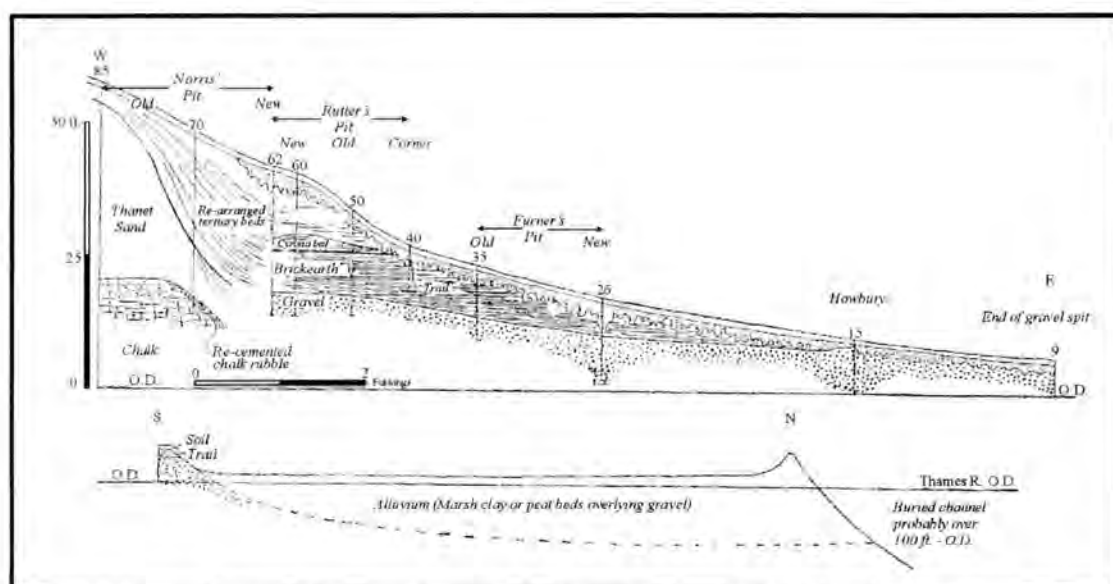 W
85
Norris'
Pit
Old
New
Rutter's
Pit
New
Old
Corner
50 ft.
70
62
60
50
40
Furner's
Pit
Old
New
33
26
Thanet
Sand
Re-arranged
ternary beds
25
Brickearth
Trail
Gravel
Howbury
15
E
End of gravel spit
9
Chalk
Re-cemented
chalk rubble
0
O.D.
0
2
Furlongs
O.D.
S
N
Soil
Trail
O.D.
Thames R. O.D.
Alluvium (Marsh clay or peat beds overlying gravel)
Buried channel
probably over
100 ft. - O.D.